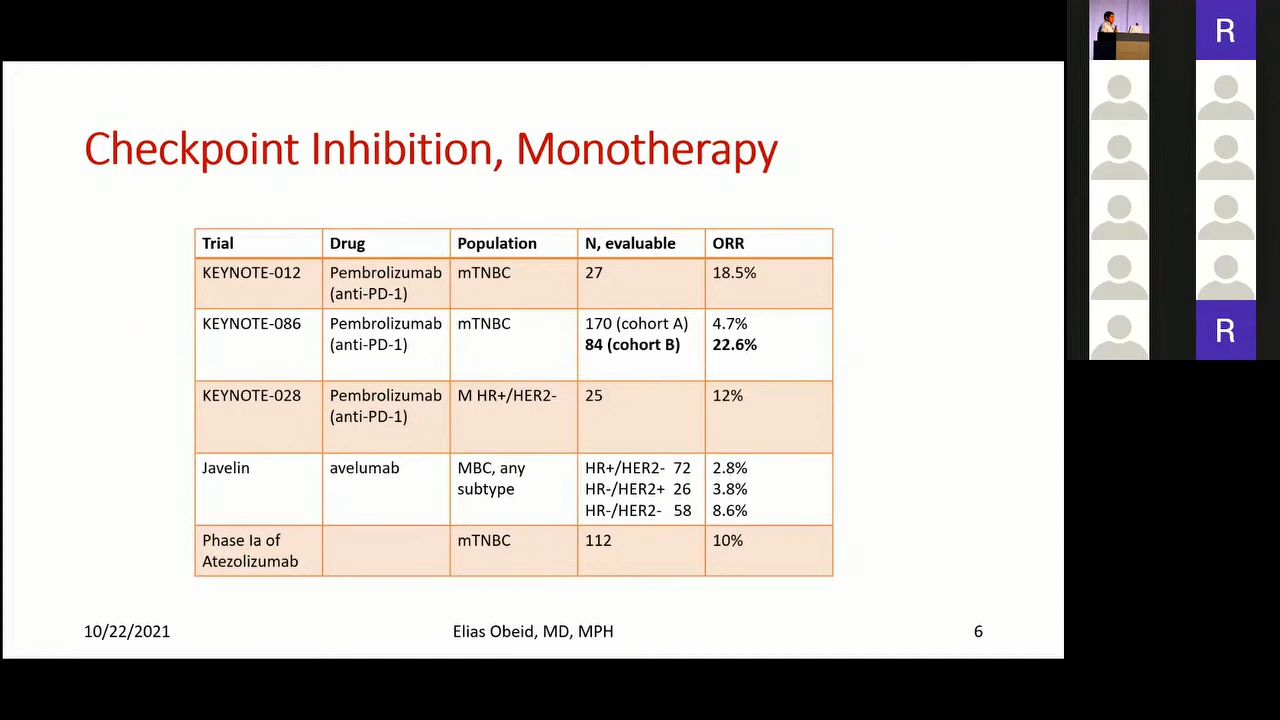 R
Checkpoint Inhibition, Monotherapy
Trial Drug Population N, evaluable ORR
KEYNOTE-012 Pembrolizumab mTNBC 27 18.5%
(anti-PD-1)
KEYNOTE-086 Pembrolizumab mTNBC 170 (cohort A) 4.7%
(anti-PD-1) 84 (cohort B) 22.6%
KEYNOTE-028 Pembrolizumab M HR+/HER2- 25 12%
(anti-PD-1)
Javelin avelumab MBC, any HR+/HER2- 72 2.8%
subtype HR-/HER2+ 26 3.8%
HR-/HER2- 58 8.6%
Phase Ia of mTNBC 112 10%
Atezolizumab
10/22/2021 Elias Obeid, MD, MPH 6
R